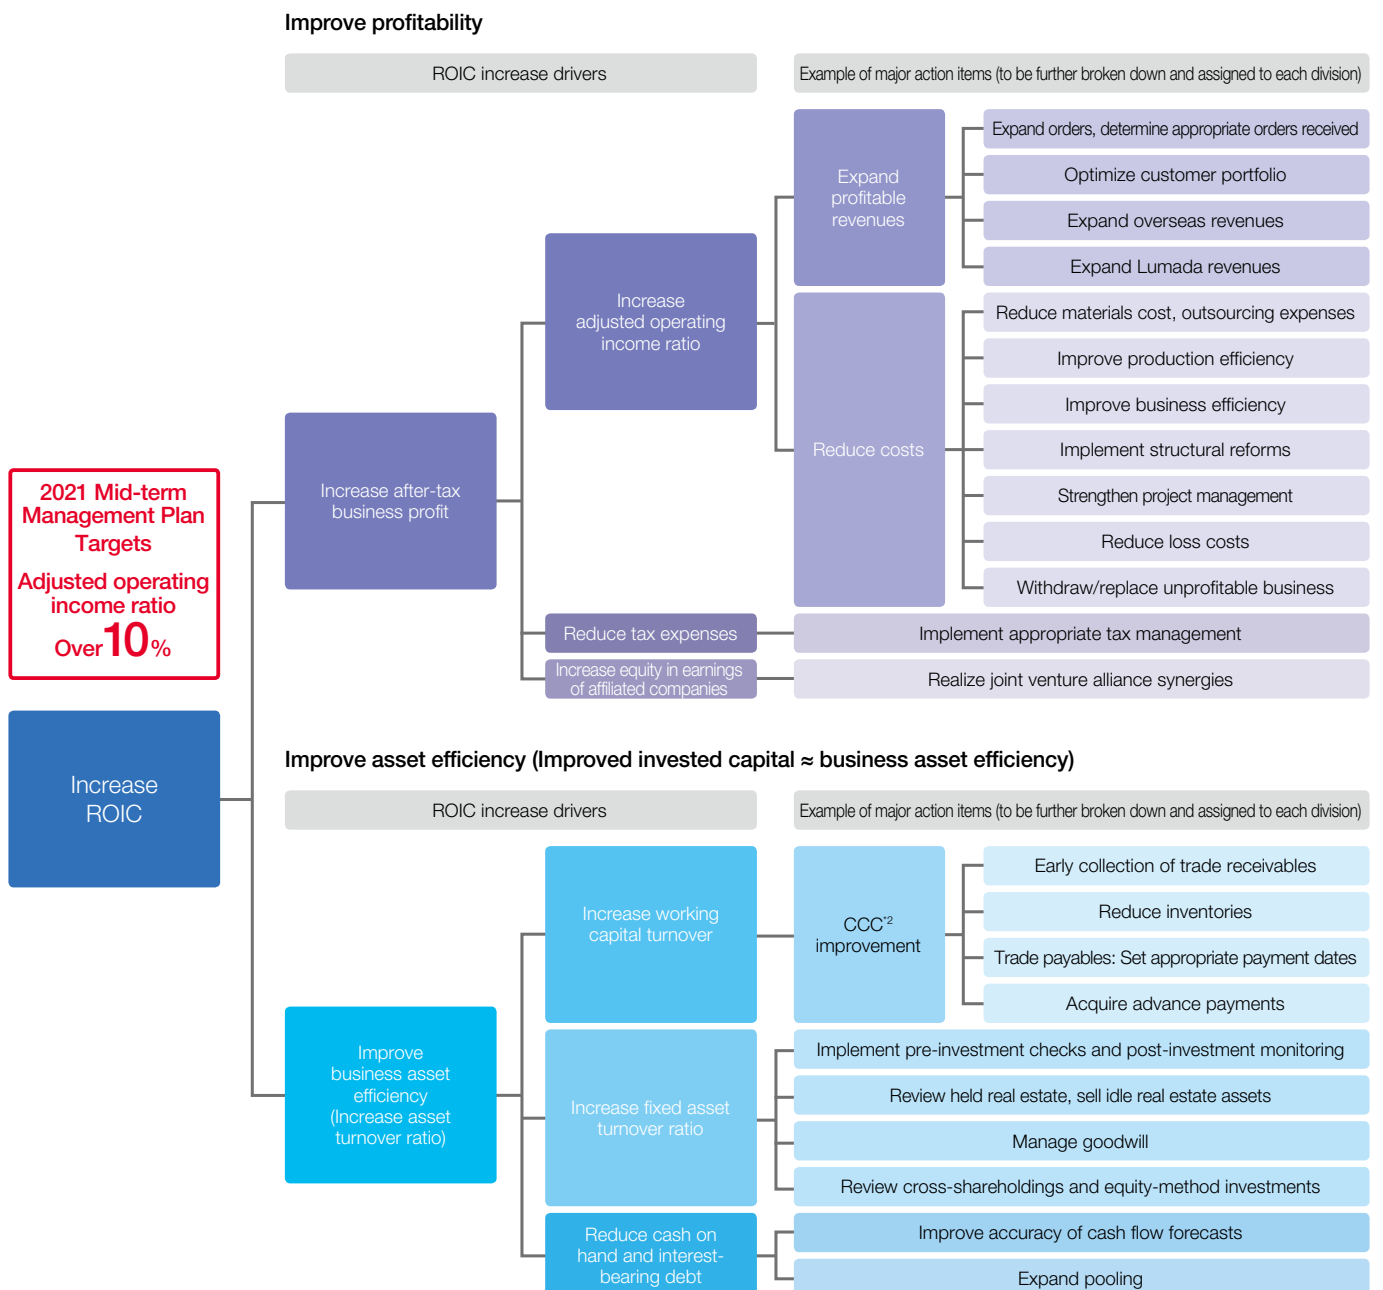 Improve profitability
ROIC increase drivers
Example of major action items (to be further broken down and assigned to each division)
Expand
profitable
revenues
Expand orders, determine appropriate orders received
Optimize customer portfolio
Expand overseas revenues
Expand Lumada revenues
Increase
adjusted operating
income ratio
Reduce costs
Reduce materials cost, outsourcing expenses
Improve production efficiency
Improve business efficiency
Implement structural reforms
Strengthen project management
Reduce loss costs
Withdraw/replace unprofitable business
Increase after-tax
business profit
Reduce tax expenses
Implement appropriate tax management
Increase equity in earnings
of affiliated companies
Realize joint venture alliance synergies
2021 Mid-term
Management Plan
Targets
Adjusted operating
income ratio
Over 10%
Increase
ROIC
Improve asset efficiency (Improved invested capital ≈ business asset efficiency)
ROIC increase drivers
Example of major action items (to be further broken down and assigned to each division)
Increase working
capital turnover
CCC*2
improvement
Early collection of trade receivables
Reduce inventories
Trade payables: Set appropriate payment dates
Acquire advance payments
Improve
business asset
efficiency
(Increase asset
turnover ratio)
Increase fixed asset
turnover ratio
Implement pre-investment checks and post-investment monitoring
Review held real estate, sell idle real estate assets
Manage goodwill
Review cross-shareholdings and equity-method investments
Reduce cash on
hand and interest-
bearing debt
Improve accuracy of cash flow forecasts
Expand pooling